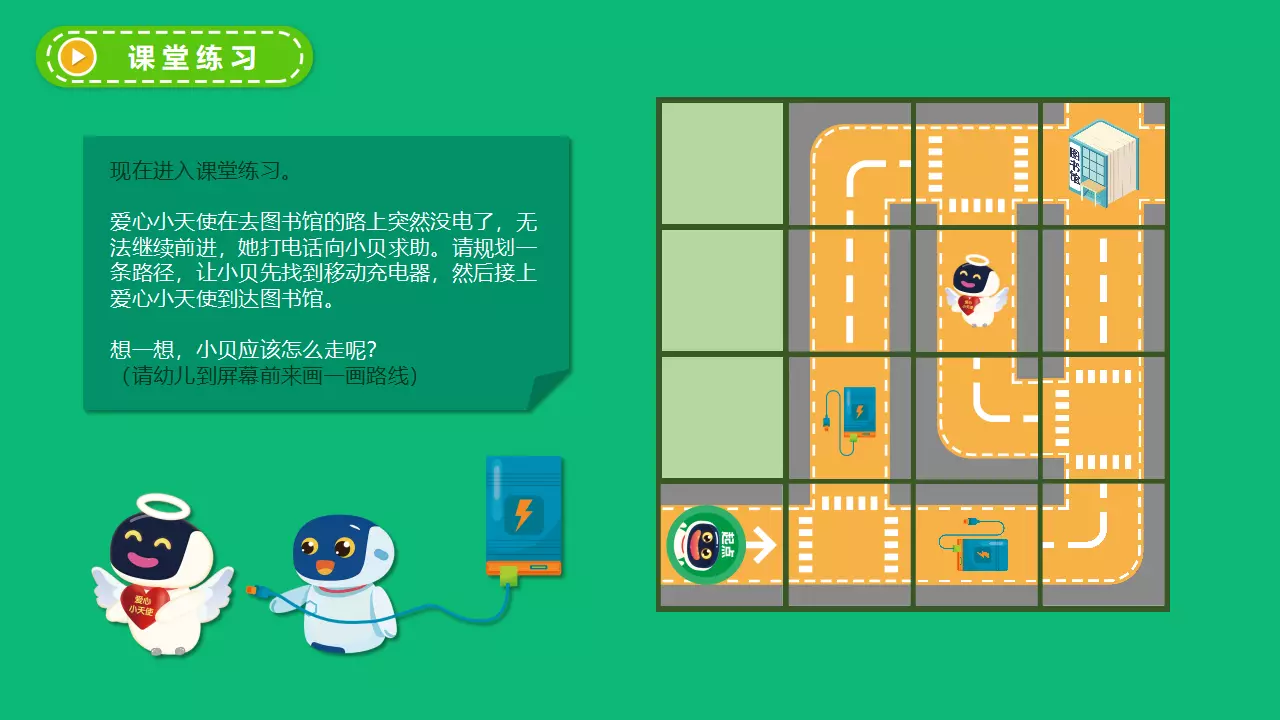 课堂练习
现在进入课堂练习。
爱心小天使在去图书馆的路上突然没电了，无
法继续前进，她打电话向小贝求助。请规划一
条路径，让小贝先找到移动充电器，然后接上
爱心小天使到达图书馆。
想一想，小贝应该怎么走呢?
（请幼儿到屏幕前来画一画路线）
爱心
小天使
图书馆
爱心
小天使
起点